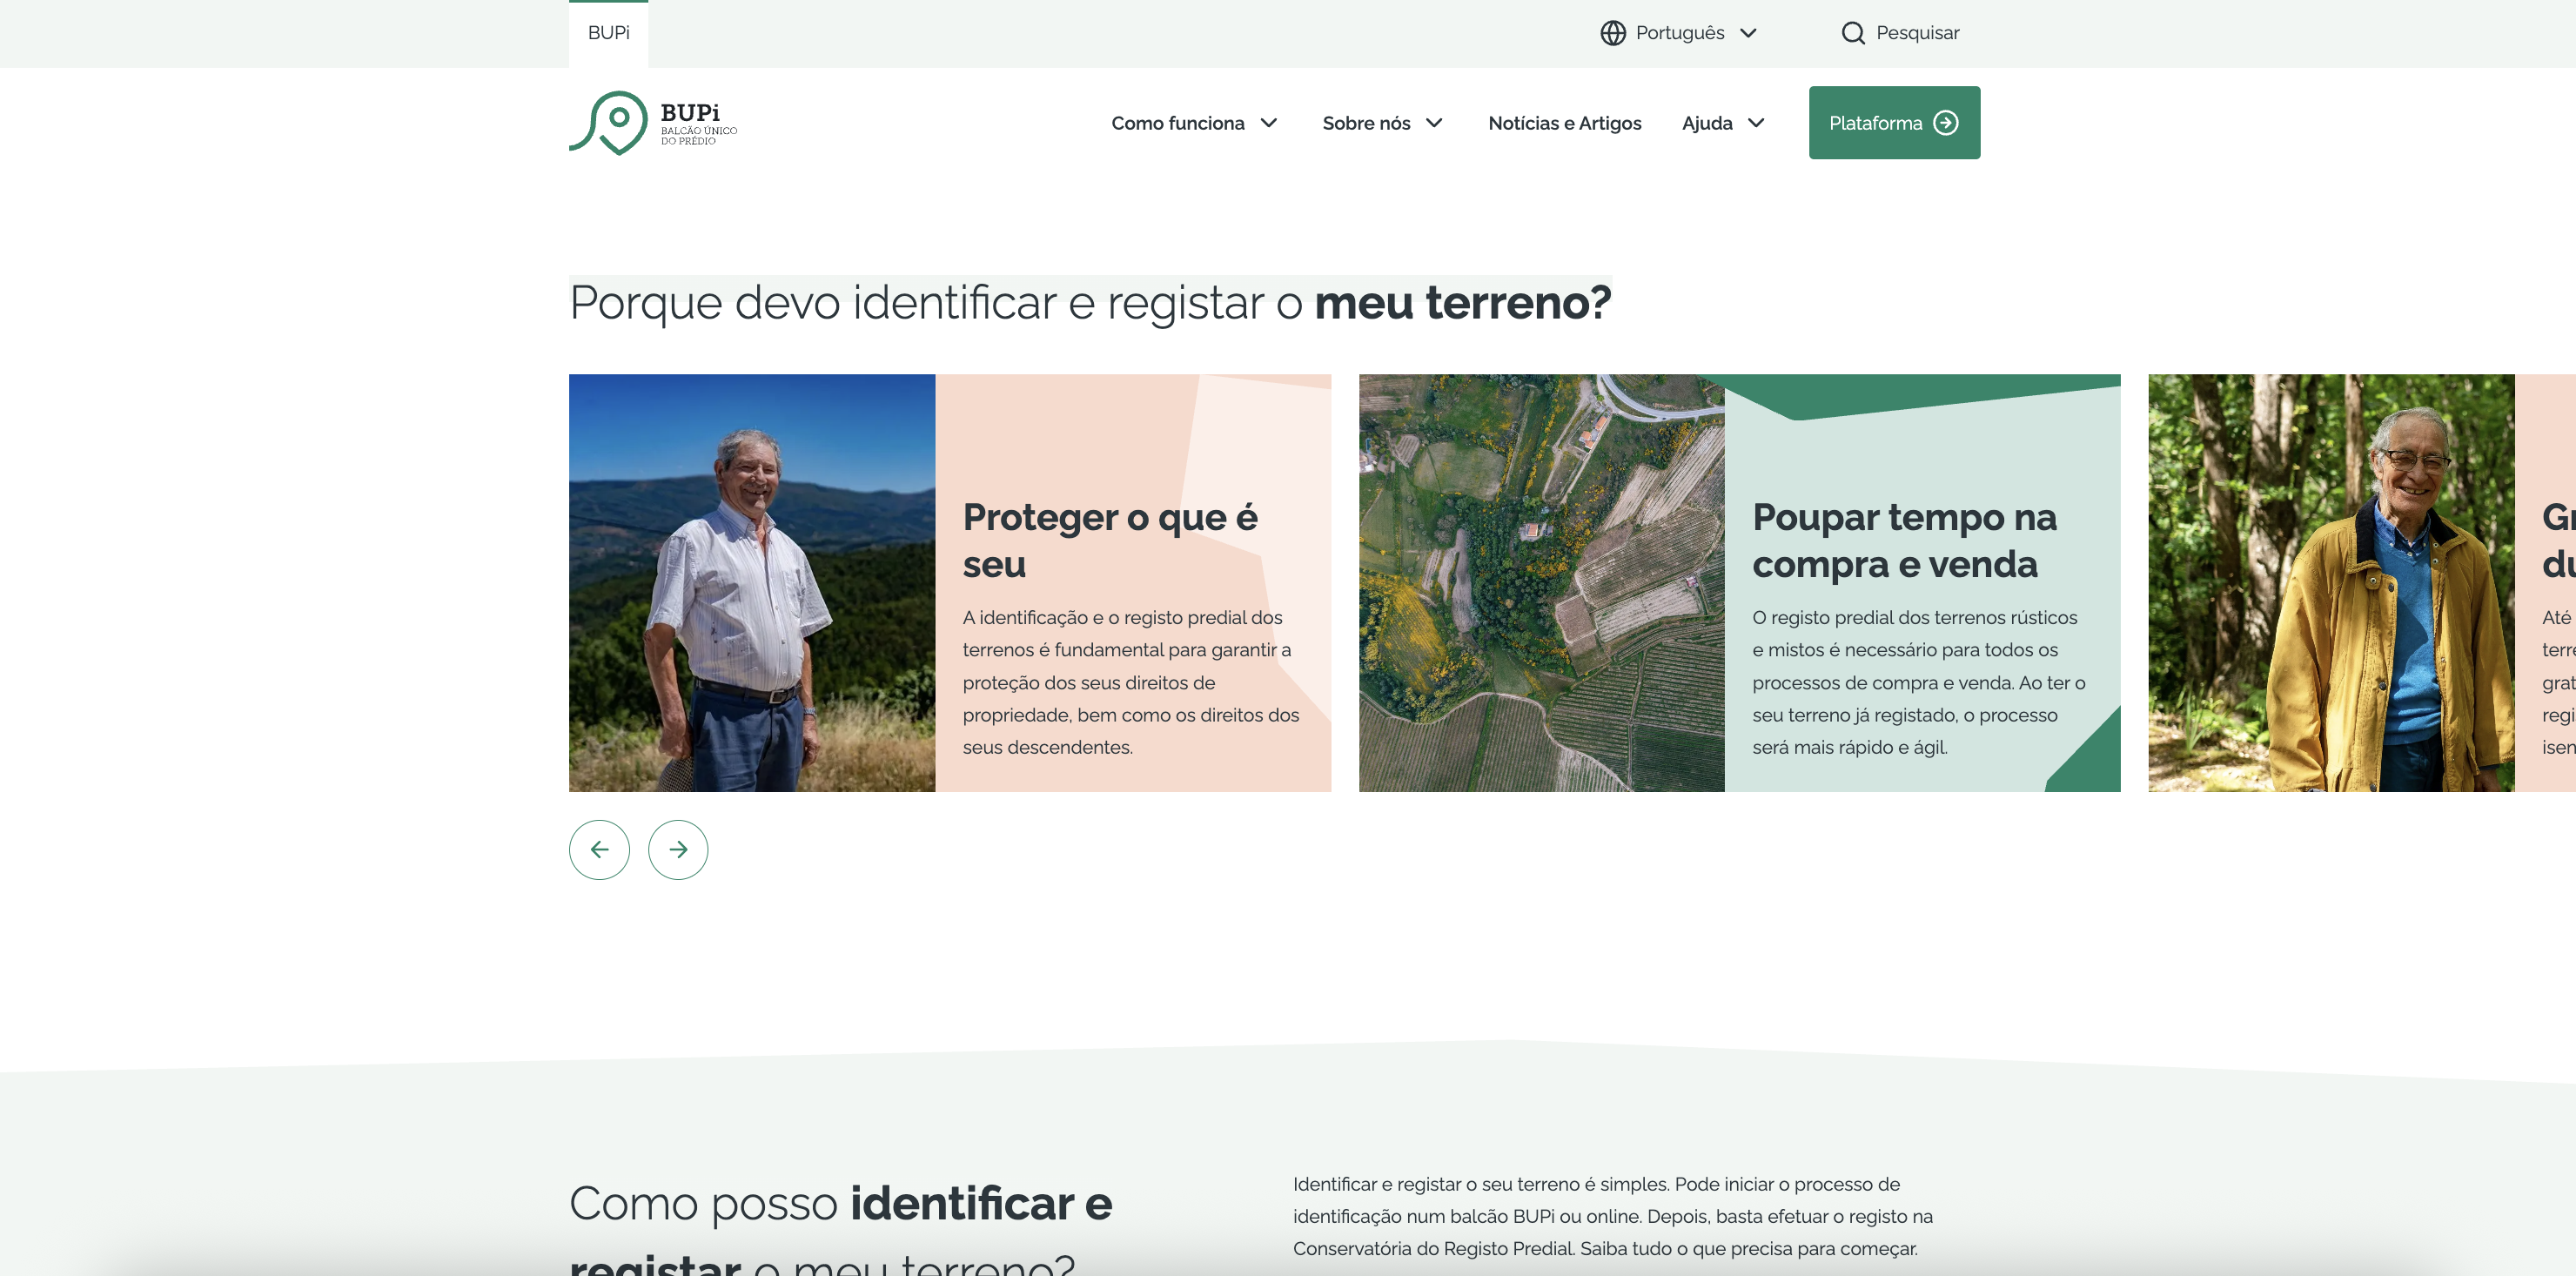 BUPi
Português
Pesquisar
BUPi
BALCÃO ÚNICO
DO PRÉDIO
Como funciona
Sobre nós
Notícias e Artigos
Ajuda
Plataforma
Porque devo identificar e registar o meu terreno?
Proteger o que é
seu
A identificação e o registo predial dos
terrenos é fundamental para garantir a
proteção dos seus direitos de
propriedade, bem como os direitos dos
seus descendentes.
Poupar tempo na
compra e venda
O registo predial dos terrenos rústicos
e mistos é necessário para todos os
processos de compra e venda. Ao ter o
seu terreno já registado, o processo
será mais rápido e ágil.
Até
Como posso identificar e
registar o meu terreno?
Identificar e registar o seu terreno é simples. Pode iniciar o processo de
identificação num balcão BUPi ou online. Depois, basta efetuar o registo na
Conservatória do Registo Predial. Saiba tudo o que precisa para começar.